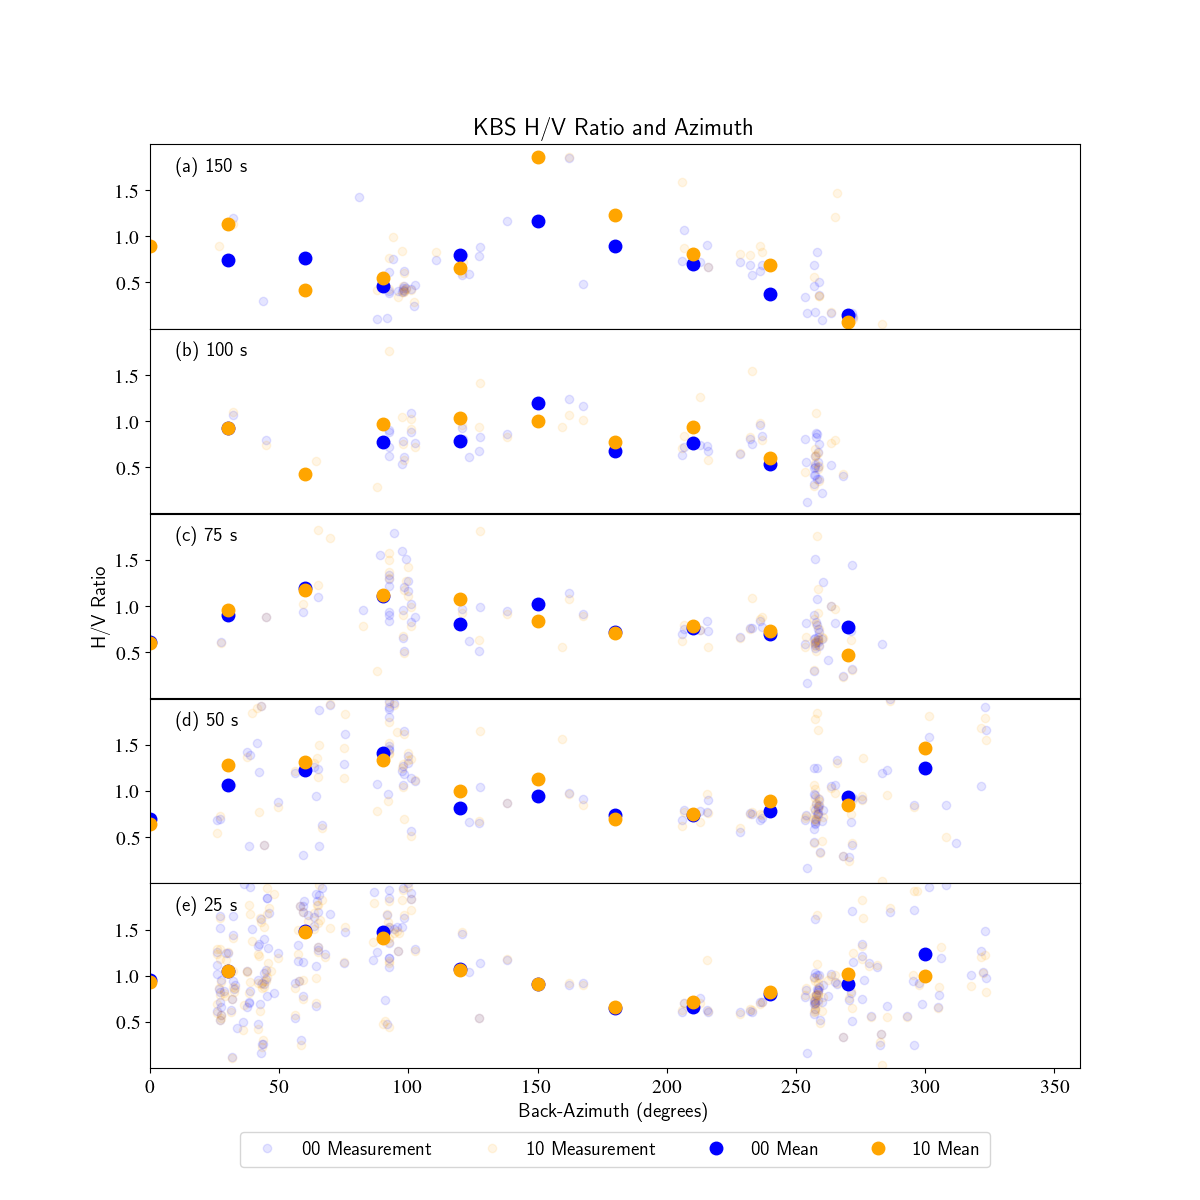 KBS H/V Ratio and Azimuth
(a) 150 s
1.5
1.0
0.5
(b) 100 s
1.5
1.0
0.5
(c) 75 s
1.5
1.0
0.5
H/V Ratio
(d) 50 s
1.5
1.0
0.5
(e) 25 s
1.5
1.0
0.5
0 50 100 150 200 250 300 350
Back-Azimuth (degrees)
00 Measurement 10 Measurement 00 Mean 10 Mean